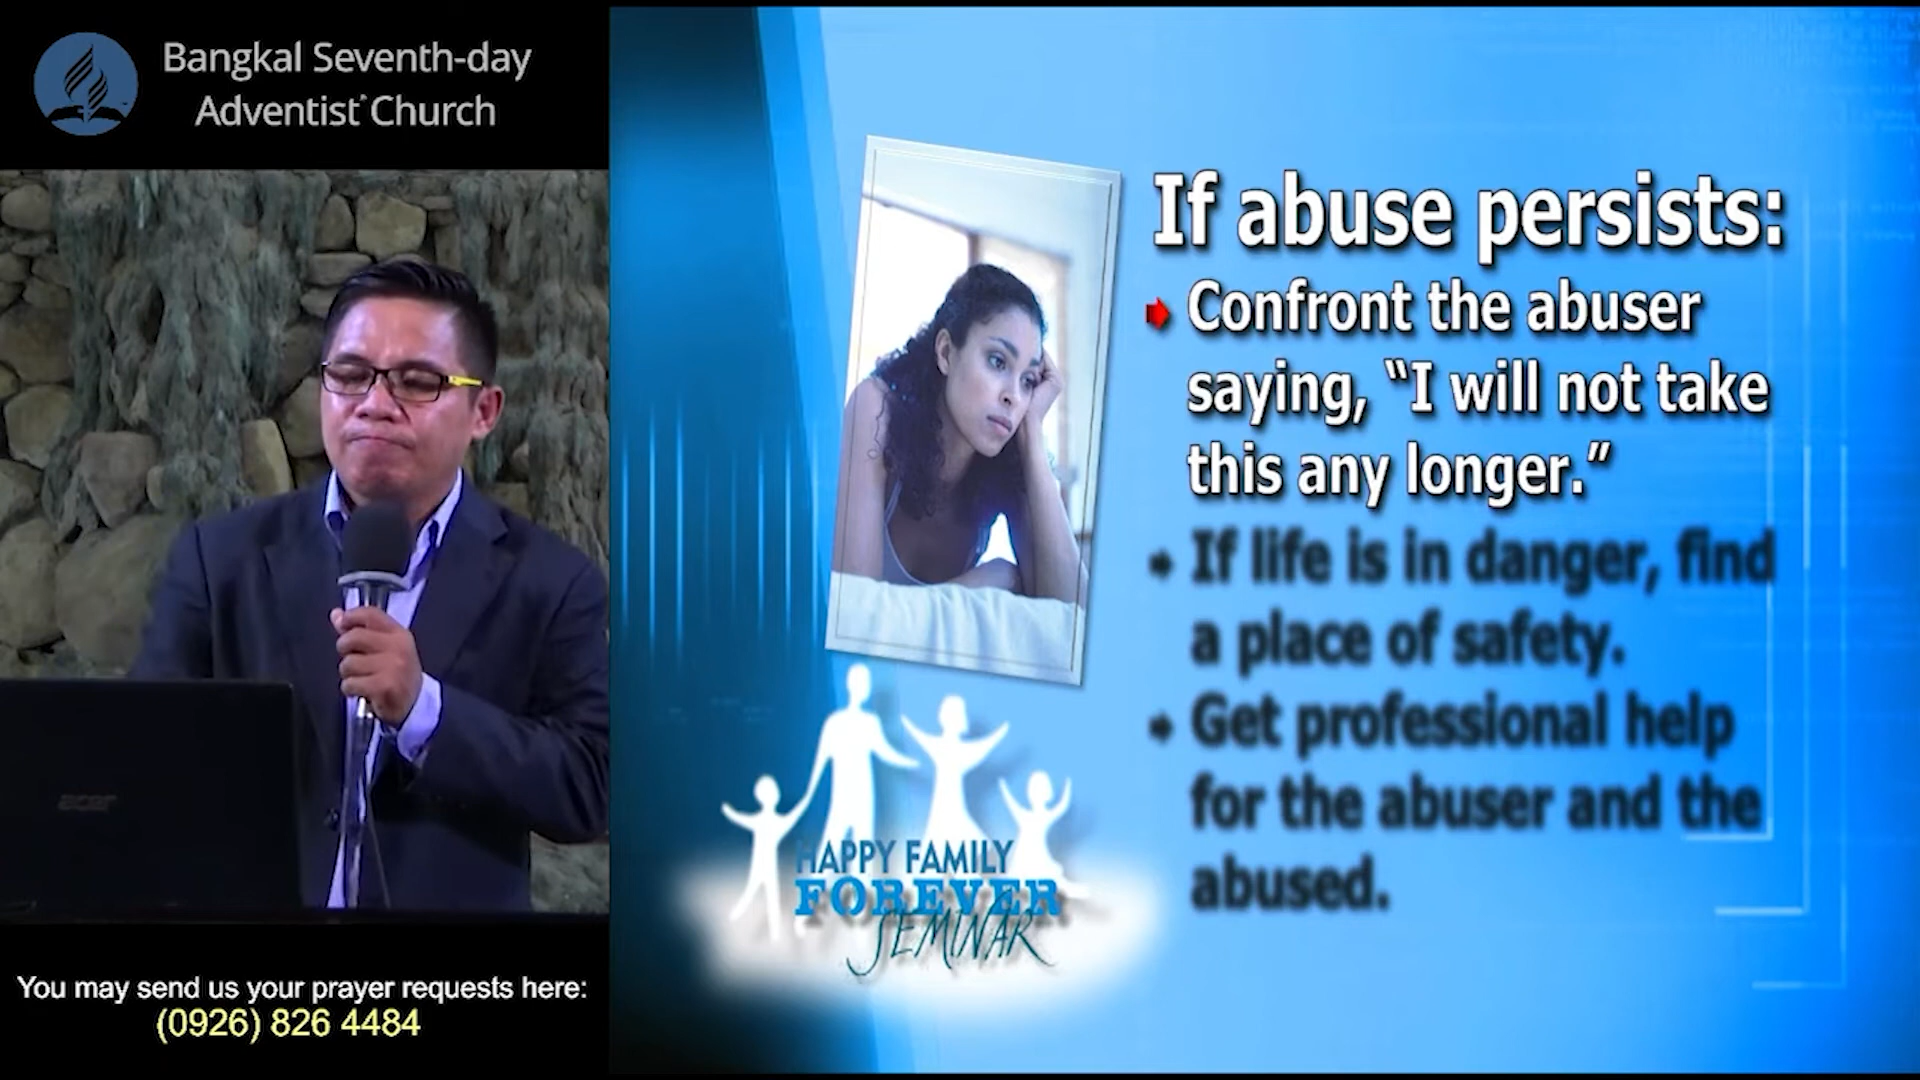 Bangkal Seventh-day
Adventist Church
If abuse persists:
Confront the abuser
saying, “I will not take
this any longer.”
If life is in danger, find
a place of safety.
Get professional help
for the abuser and the
abused.
HAPPY FAMILY
FOREVER
SEMINAR
acer
You may send us your prayer requests here:
(0926) 826 4484